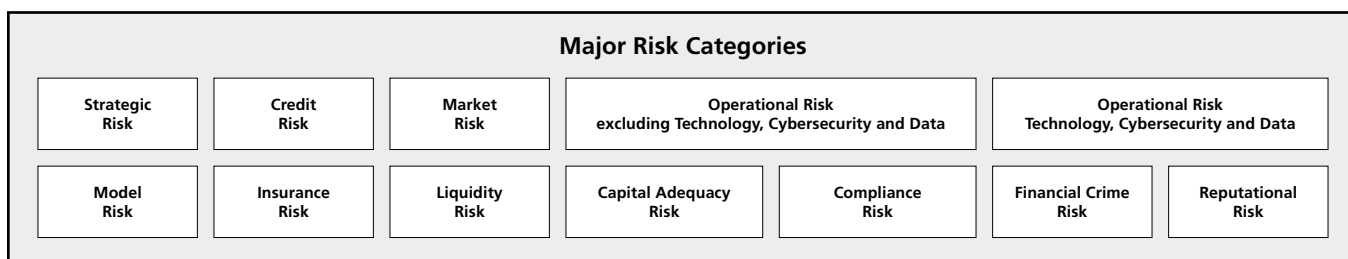 Major Risk Categories
Strategic
Risk
Credit
Risk
Market
Risk
Operational Risk
excluding Technology, Cybersecurity and Data
Operational Risk
Technology, Cybersecurity and Data
Model
Risk
Insurance
Risk
Liquidity
Risk
Capital Adequacy
Risk
Compliance
Risk
Financial Crime
Risk
Reputational
Risk